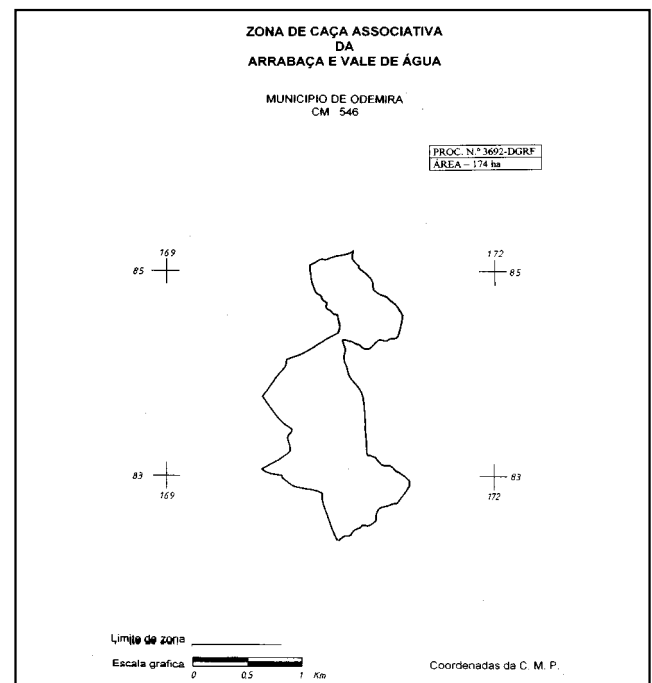 ZONA DE CAÇA ASSOCIATIVA
DA
ARRABAÇA E VALE DE ÁGUA
MUNICIPIO DE ODEMIRA
CM 546
PROC. N.º 3692-DGRF
ÁREA – 174 ha
169
172
85
85
83
83
169
172
Limite de zona
Escala grafica
0 0.5 1 Km
Coordenadas da C. M. P.